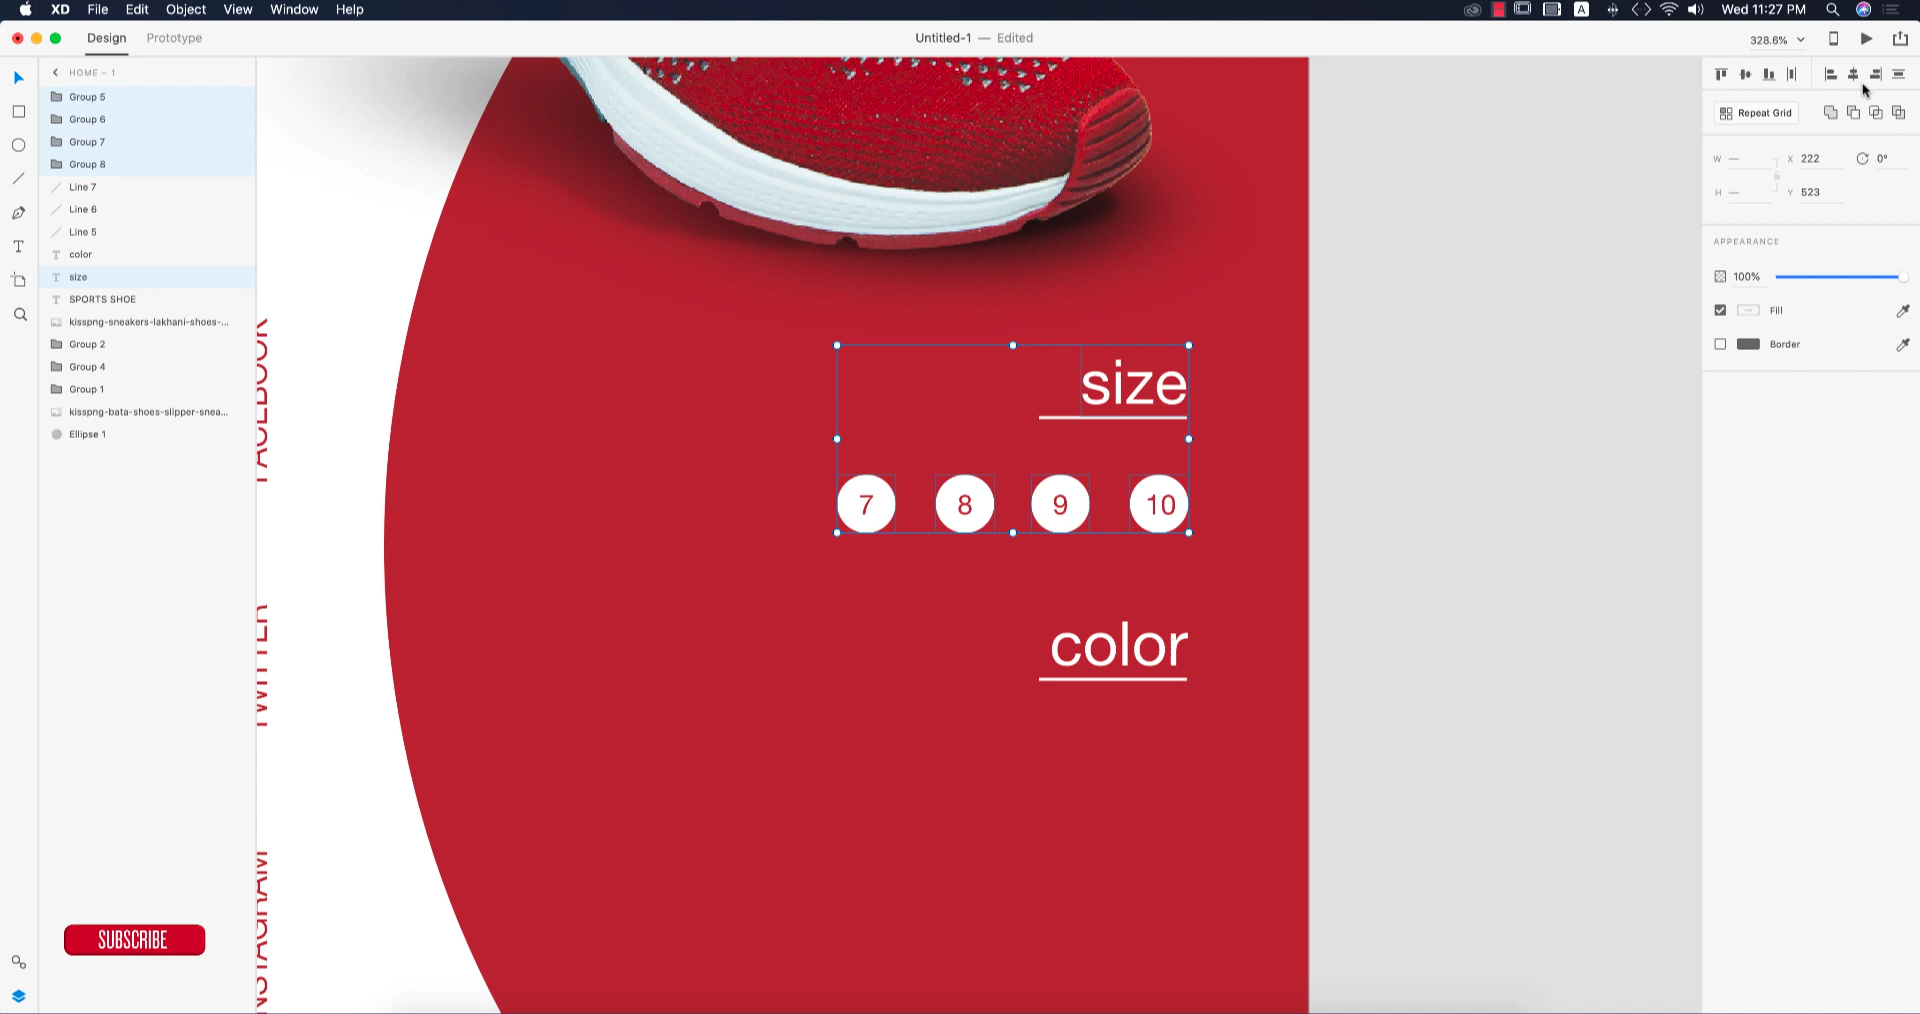 XD File Edit Object View Window Help
A
Wed 11:27 PM
Design Prototype
Untitled-1 — Edited
328.6%
HOME – 1
Group 5
Group 6
Group 7
Group 8
Line 7
Line 6
Line 5
T color
T size
T SPORTS SHOE
kisspng-sneakers-lakhani-shoes-...
Group 2
Group 4
Group 1
kisspng-bata-shoes-slipper-snea...
Ellipse 1
SUBSCRIBE
FACEBOOK
TWITTER
INSTAGRAM
size
7 8 9 10
color
Repeat Grid
W — X 222 0°
H — Y 523
APPEARANCE
100%
Fill
Border